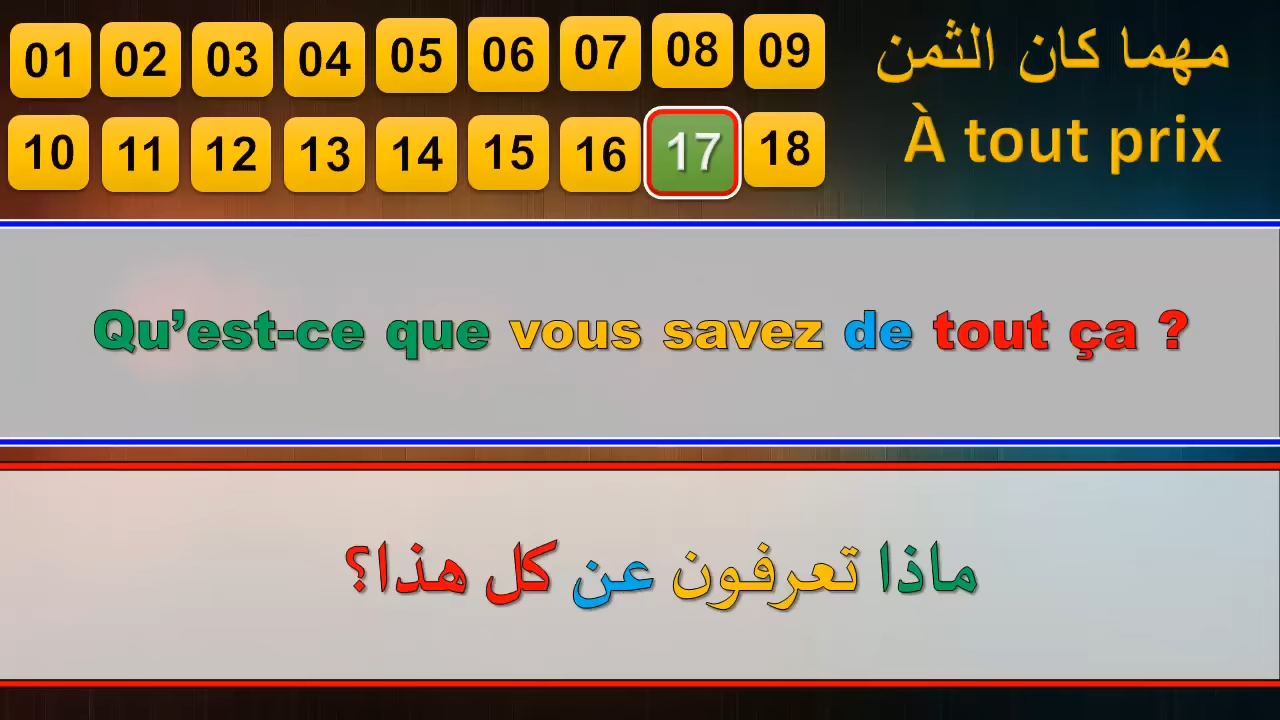 01 02 03 04 05 06 07 08 09
10 11 12 13 14 15 16 17 18
مهما كان الثمن
À tout prix
Qu’est-ce que vous savez de tout ça ?
ماذا تعرفون عن كل هذا؟